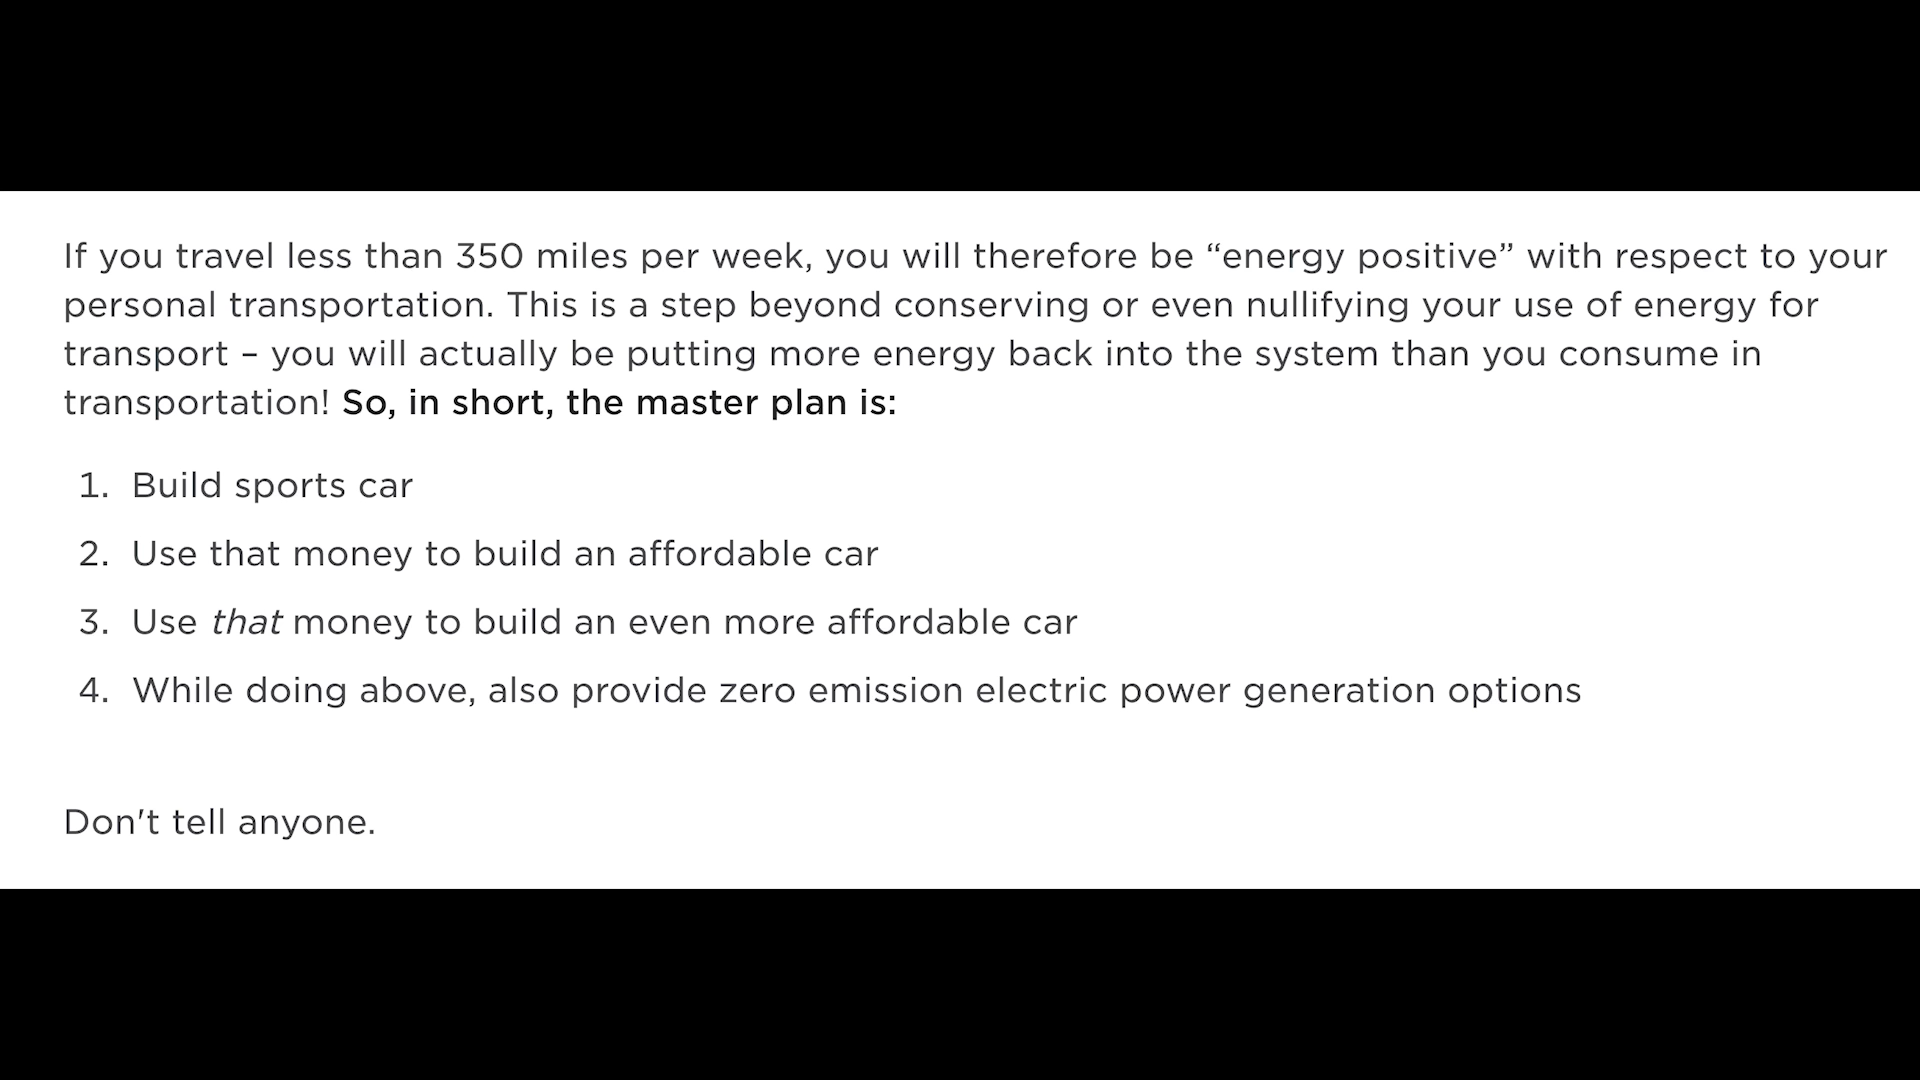 If you travel less than 350 miles per week, you will therefore be “energy positive” with respect to your
personal transportation. This is a step beyond conserving or even nullifying your use of energy for
transport – you will actually be putting more energy back into the system than you consume in
transportation! So, in short, the master plan is:
1. Build sports car
2. Use that money to build an affordable car
3. Use that money to build an even more affordable car
4. While doing above, also provide zero emission electric power generation options
Don't tell anyone.